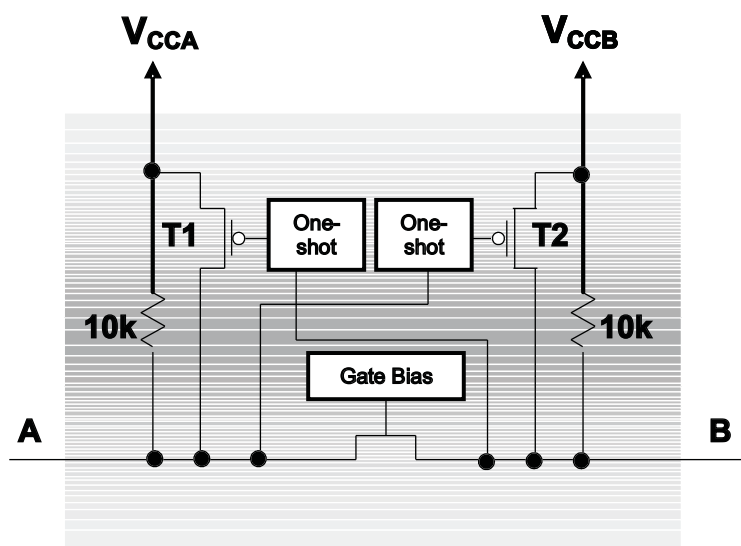 VCCA
VCCB
T1
One-
shot
One-
shot
T2
10k
10k
Gate Bias
A
B